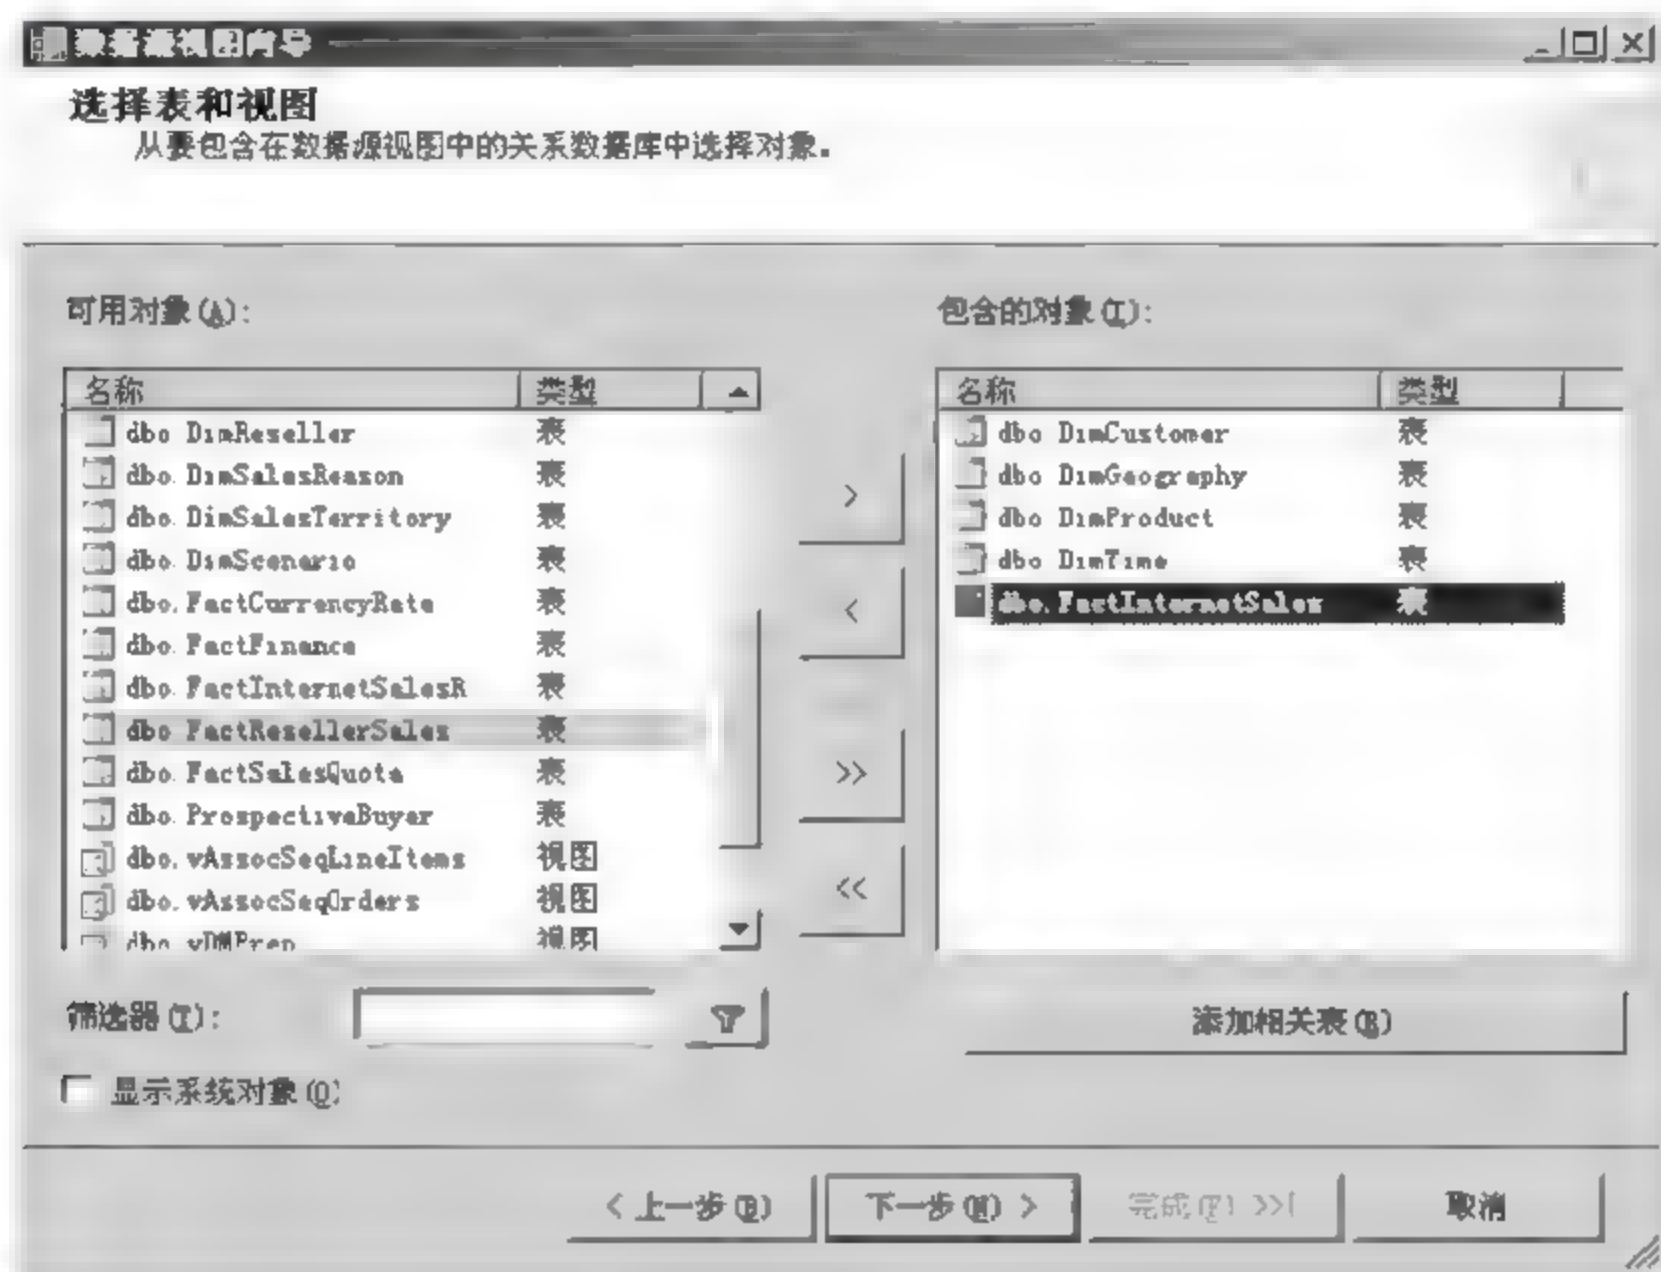 数据源视图向导
选择表和视图
从要包含在数据源视图中的关系数据库中选择对象。
可用对象(A):
名称 类型
dbo.DimReseller 表
dbo.DimSalesReason 表
dbo.DimSalesTerritory 表
dbo.DimScenario 表
dbo.FactCurrencyRate 表
dbo.FactFinance 表
dbo.FactInternetSalesR 表
dbo.FactResellerSales 表
dbo.FactSalesQuota 表
dbo.ProspectiveBuyer 表
dbo.vAssocSeqLineItems 视图
dbo.vAssocSeqOrders 视图
dbo.vDMPrep 视图
>
<
>>
<<
包含的对象(I):
名称 类型
dbo.DimCustomer 表
dbo.DimGeography 表
dbo.DimProduct 表
dbo.DimTime 表
dbo.FactInternetSales 表
筛选器(I):
添加相关表(R)
显示系统对象(O)
< 上一步(B)
下一步(N) >
完成(F) >>|
取消